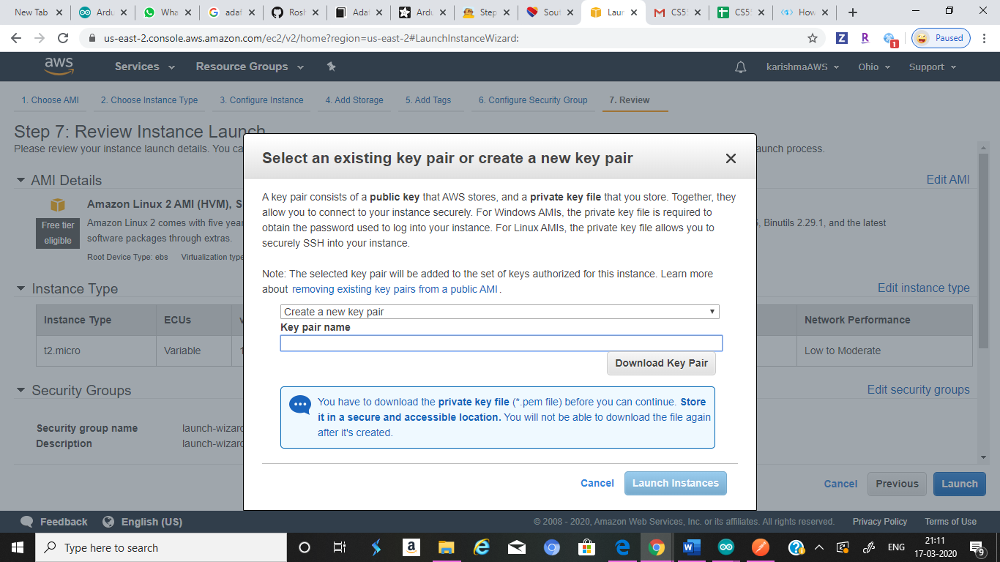 New Tab
Ardu
Wha
adaf
Rosh
Adaf
Ardu
Step
Sout
Laun
CS55
CS55
How
us-east-2.console.aws.amazon.com/ec2/v2/home?region=us-east-2#LaunchInstanceWizard:
Z
R
1
Paused
aws
Services
Resource Groups
karishmaAWS
Ohio
Support
1. Choose AMI
2. Choose Instance Type
3. Configure Instance
4. Add Storage
5. Add Tags
6. Configure Security Group
7. Review
Step 7: Review Instance Launch
Please review your instance launch details. You ca
aunch process.
AMI Details
Edit AMI
Free tier
eligible
Amazon Linux 2 AMI (HVM), S
Amazon Linux 2 comes with five year
, Binutils 2.29.1, and the latest
software packages through extras.
Root Device Type: ebs Virtualization type
Instance Type
Edit instance type
Instance Type
ECUs
Network Performance
t2.micro
Variable
1
Low to Moderate
Security Groups
Edit security groups
Security group name launch-wizard
Description launch-wizard
Select an existing key pair or create a new key pair
A key pair consists of a public key that AWS stores, and a private key file that you store. Together, they
allow you to connect to your instance securely. For Windows AMIs, the private key file is required to
obtain the password used to log into your instance. For Linux AMIs, the private key file allows you to
securely SSH into your instance.
Note: The selected key pair will be added to the set of keys authorized for this instance. Learn more
about removing existing key pairs from a public AMI .
Create a new key pair
Key pair name
Download Key Pair
You have to download the private key file (*.pem file) before you can continue. Store
it in a secure and accessible location. You will not be able to download the file again
after it's created.
Cancel
Launch Instances
Cancel
Previous
Launch
Feedback
English (US)
© 2008 - 2020, Amazon Web Services, Inc. or its affiliates. All rights reserved.
Privacy Policy
Terms of Use
Type here to search
a
ENG
21:11
17-03-2020
9